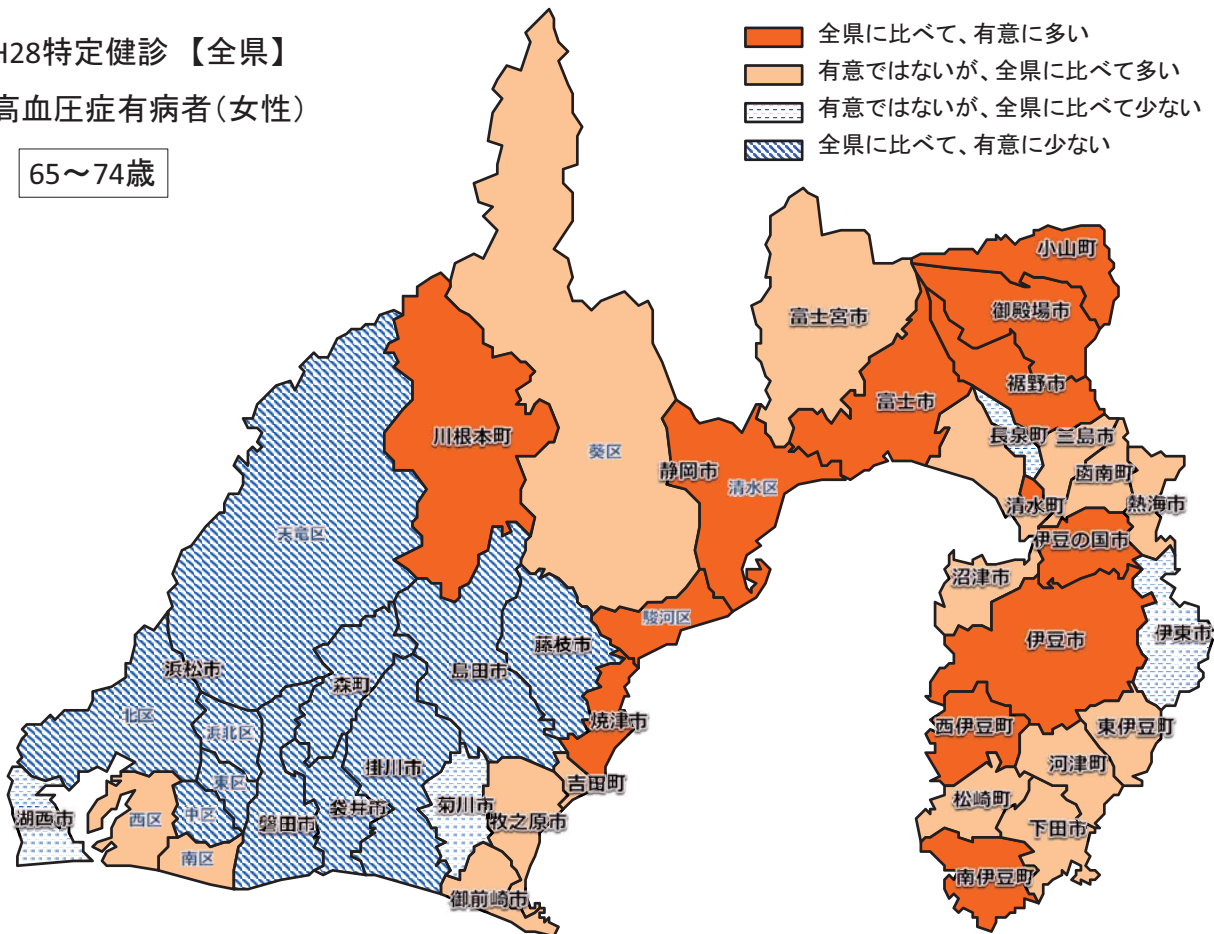 H28特定健診 【全県】
高血圧症有病者(女性)
65～74歳
全県に比べて、有意に多い
有意ではないが、全県に比べて多い
有意ではないが、全県に比べて少ない
全県に比べて、有意に少ない
小山町
御殿場市
富士宮市
裾野市
富士市
長泉町
三島市
川根本町
葵区
静岡市
清水区
函南町
清水町
熱海市
天竜区
伊豆の国市
沼津市
駿河区
藤枝市
伊豆市
伊東市
浜松市
森町
島田市
北区
浜北区
焼津市
西伊豆町
東伊豆町
掛川市
河津町
東区
吉田町
湖西市
西区
中区
磐田市
袋井市
菊川市
牧之原市
松崎町
下田市
南区
御前崎市
南伊豆町